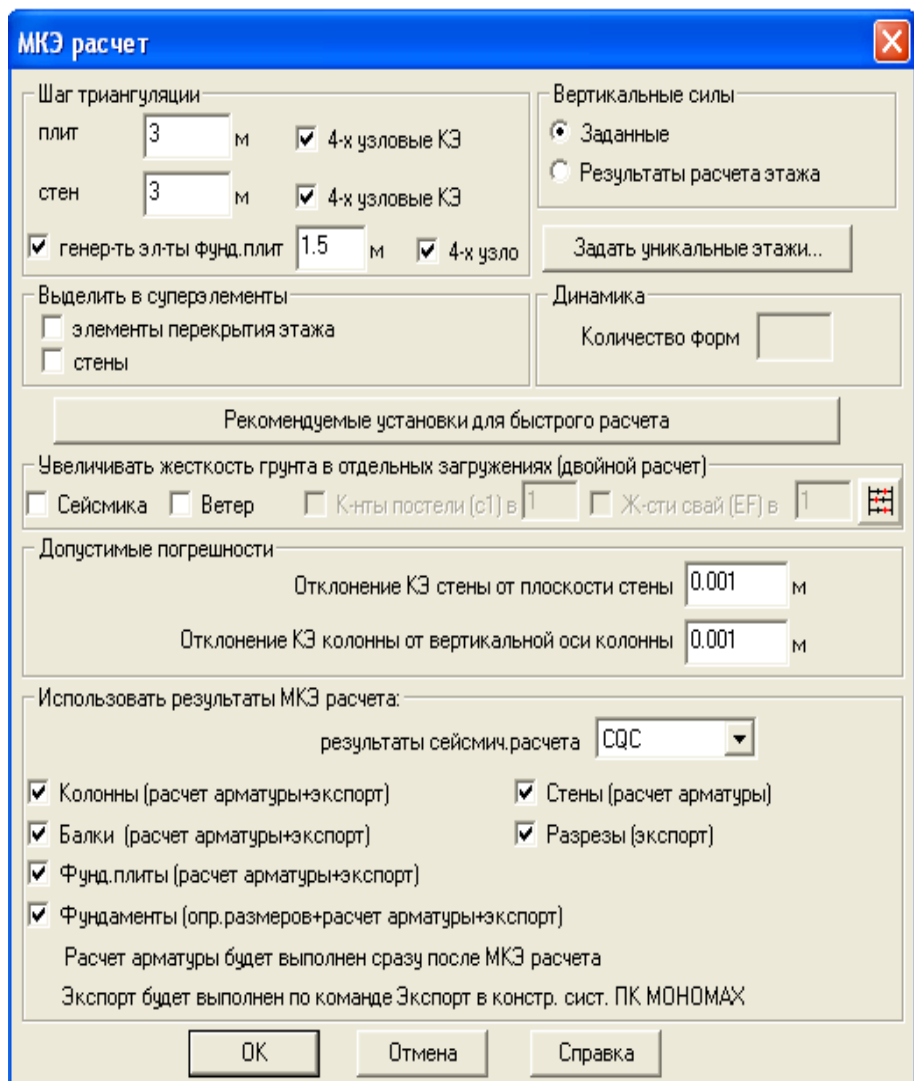 МКЭ расчет
Шаг триангуляции
плит 3 м 4-х узловые КЭ
стен 3 м 4-х узловые КЭ
генер-ть эл-ты фунд.плит 1.5 м 4-х узло
Вертикальные силы
Заданные
Результаты расчета этажа
Задать уникальные этажи...
Выделить в суперэлементы
элементы перекрытия этажа
стены
Динамика
Количество форм
Рекомендуемые установки для быстрого расчета
Увеличивать жесткость грунта в отдельных загружениях (двойной расчет)
Сейсмика Ветер К-нты постели (c1) в 1 Ж-сти свай (EF) в 1
Допустимые погрешности
Отклонение КЭ стены от плоскости стены 0.001 м
Отклонение КЭ колонны от вертикальной оси колонны 0.001 м
Использовать результаты МКЭ расчета:
результаты сейсмич.расчета CQC
Колонны (расчет арматуры+экспорт) Стены (расчет арматуры)
Балки (расчет арматуры+экспорт) Разрезы (экспорт)
Фунд.плиты (расчет арматуры+экспорт)
Фундаменты (опр.размеров+расчет арматуры+экспорт)
Расчет арматуры будет выполнен сразу после МКЭ расчета
Экспорт будет выполнен по команде Экспорт в констр. сист. ПК МОНОМАХ
OK Отмена Справка